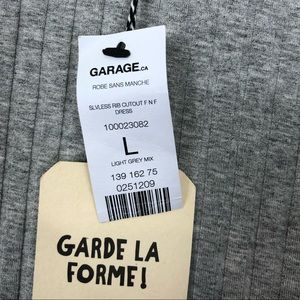 GARAGE.CA
ROBE SANS MANCHE
SLVLESS RIB CUTOUT F N F
DRESS
100023082
L
LIGHT GREY MIX
139 162 75
0251209
GARDE LA
FORME!